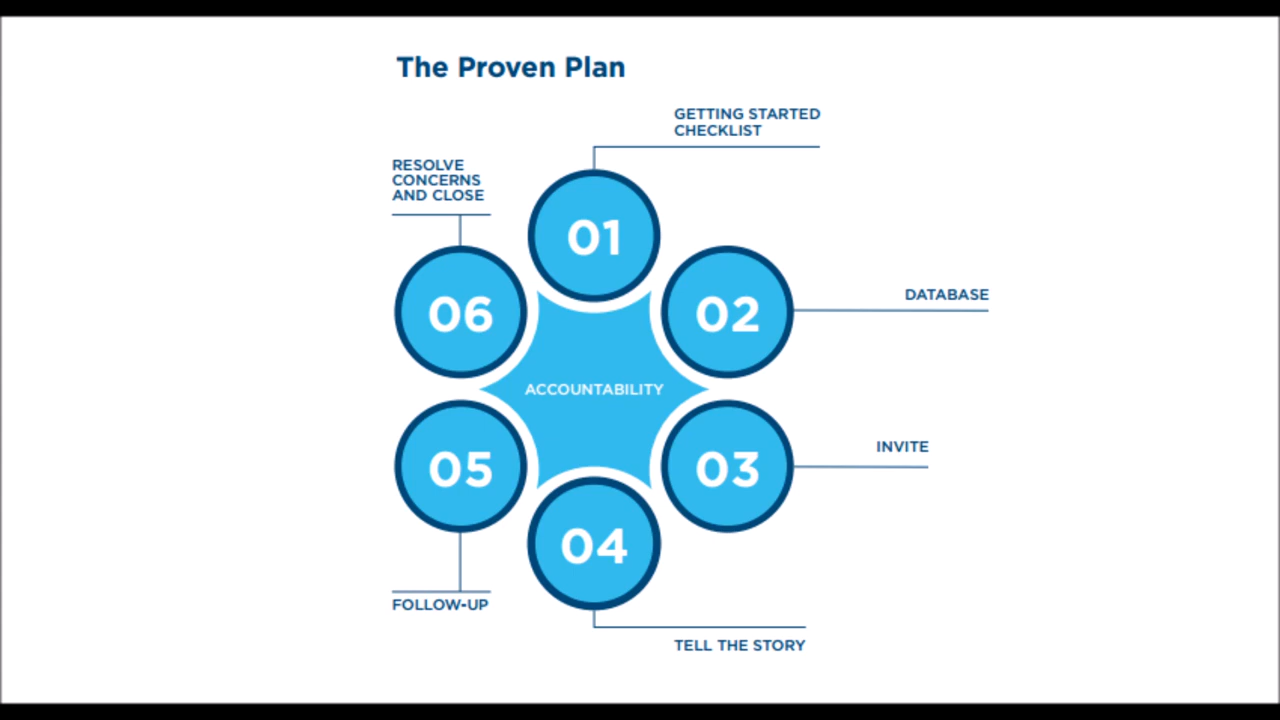 The Proven Plan
GETTING STARTED
CHECKLIST
RESOLVE
CONCERNS
AND CLOSE
01
06
02
DATABASE
ACCOUNTABILITY
INVITE
05
03
04
FOLLOW-UP
TELL THE STORY